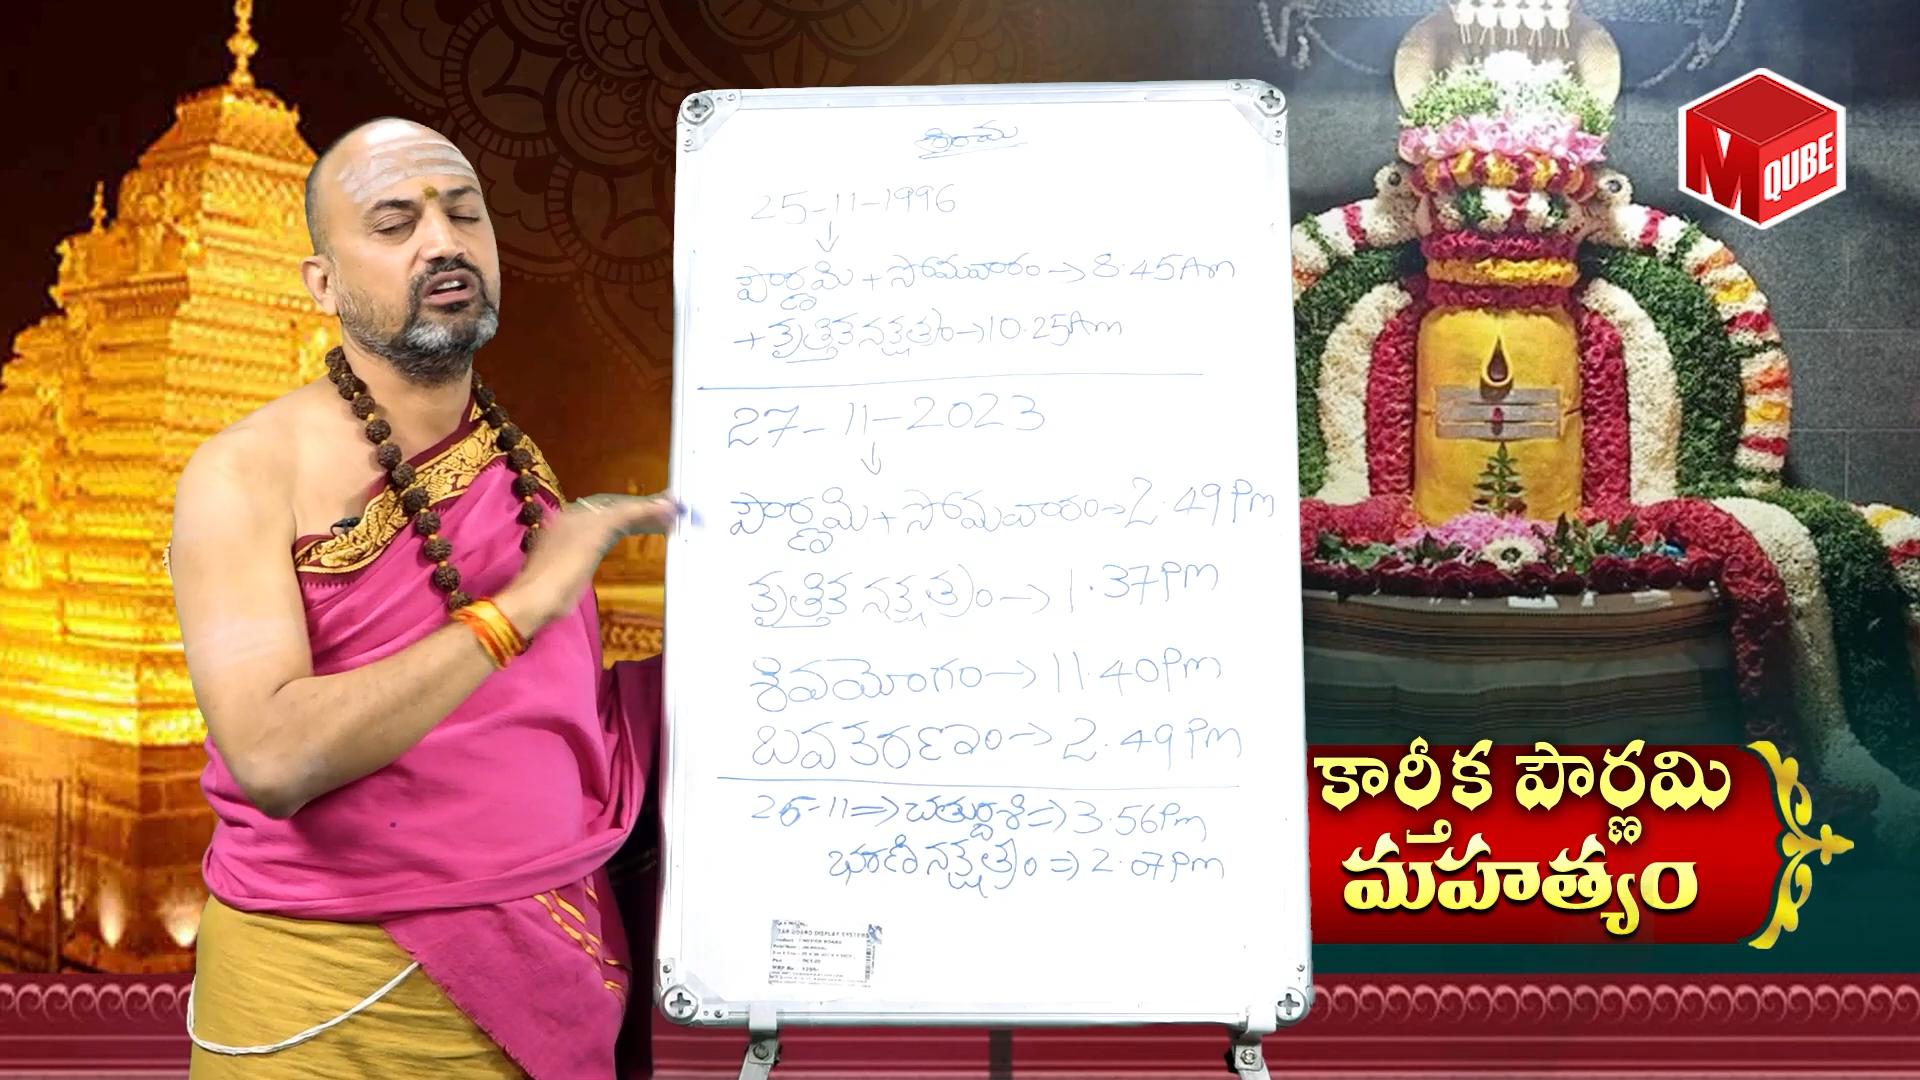 శ్రీరామ
25-11-1996
పౌర్ణమి + సోమవారం → 8.45Am
+ కృత్తికనక్షత్రం → 10.25Am
27-11-2023
పౌర్ణమి + సోమవారం → 2.49Pm
కృత్తిక నక్షత్రం → 1.37Pm
శివయోగం → 11.40Pm
బవకరణం → 2.49Pm
26-11 => చతుర్దశి => 3.56Pm
భరణి నక్షత్రం => 2.07Pm
M QUBE
కార్తీక పౌర్ణమి
మహత్యం